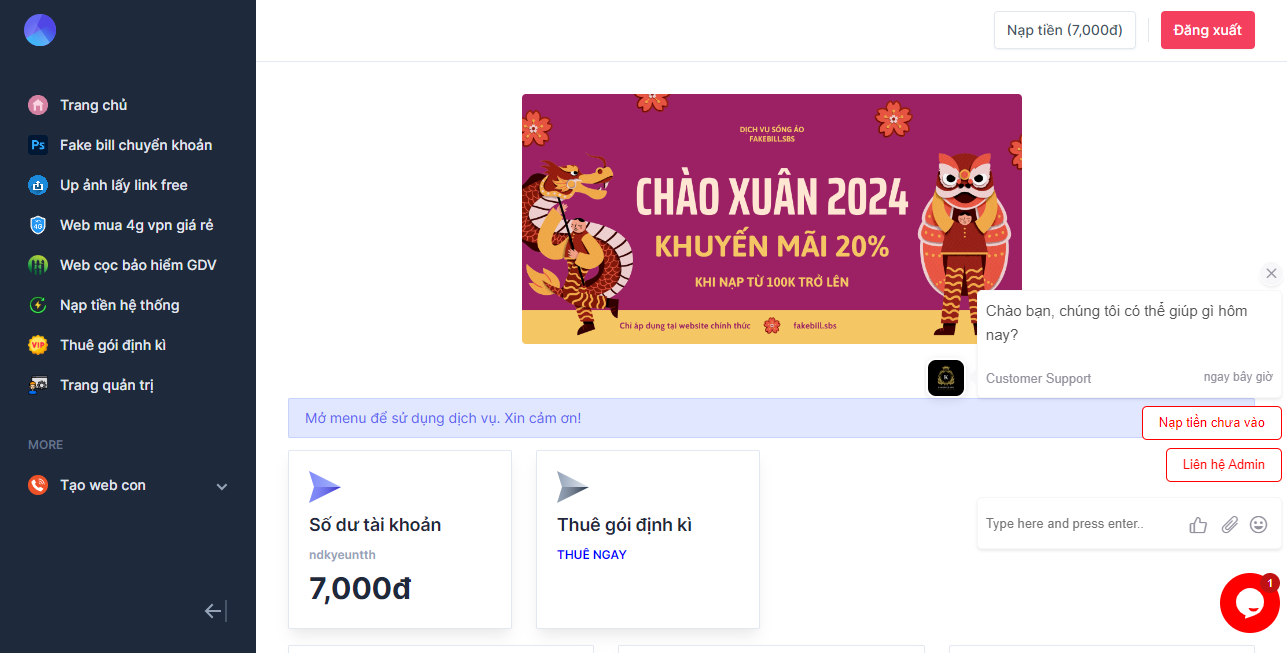 Nạp tiền (7,000đ)
Đăng xuất
Trang chủ
Ps
Fake bill chuyển khoản
Up ảnh lấy link free
4G
Web mua 4g vpn giá rẻ
Web cọc bảo hiểm GDV
Nạp tiền hệ thống
VIP
Thuê gói định kì
Trang quản trị
MORE
Tạo web con
DỊCH VỤ SỐNG ẢO
FAKEBILL.SBS
CHÀO XUÂN 2024
KHUYẾN MÃI 20%
KHI NẠP TỪ 100K TRỞ LÊN
Chỉ áp dụng tại website chính thức
fakebill.sbs
Mở menu để sử dụng dịch vụ. Xin cảm ơn!
Số dư tài khoản
ndkyeuntth
7,000đ
Thuê gói định kì
THUÊ NGAY
Chào bạn, chúng tôi có thể giúp gì hôm
nay?
Customer Support
ngay bây giờ
Nạp tiền chưa vào
Liên hệ Admin
Type here and press enter..
1